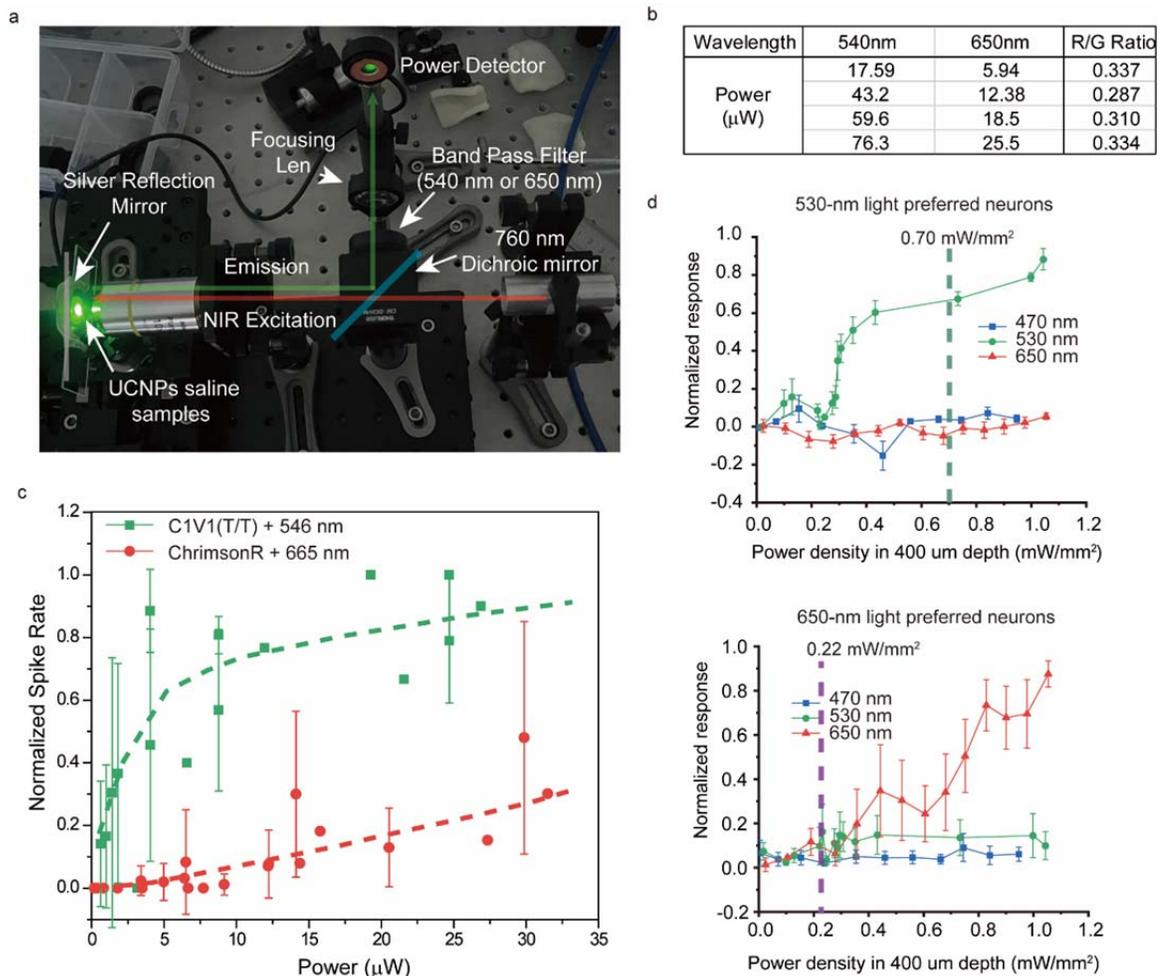 a
Power Detector
Focusing
Len
Band Pass Filter
(540 nm or 650 nm)
Silver Reflection
Mirror
760 nm
Dichroic mirror
Emission
NIR Excitation
UCNPs saline
samples
b
Wavelength 540nm 650nm R/G Ratio
Power
(μW)
17.59 5.94 0.337
43.2 12.38 0.287
59.6 18.5 0.310
76.3 25.5 0.334
c
1.2
1.0
0.8
0.6
0.4
0.2
0.0
Normalized Spike Rate
C1V1(T/T) + 546 nm
ChrimsonR + 665 nm
0 5 10 15 20 25 30 35
Power (μW)
d
530-nm light preferred neurons
0.70 mW/mm²
1.0
0.8
0.6
0.4
0.2
0.0
-0.2
-0.4
Normalized response
470 nm
530 nm
650 nm
0.0 0.2 0.4 0.6 0.8 1.0 1.2
Power density in 400 um depth (mW/mm²)
650-nm light preferred neurons
0.22 mW/mm²
1.0
0.8
0.6
0.4
0.2
0.0
-0.2
Normalized response
470 nm
530 nm
650 nm
0.0 0.2 0.4 0.6 0.8 1.0 1.2
Power density in 400 um depth (mW/mm²)